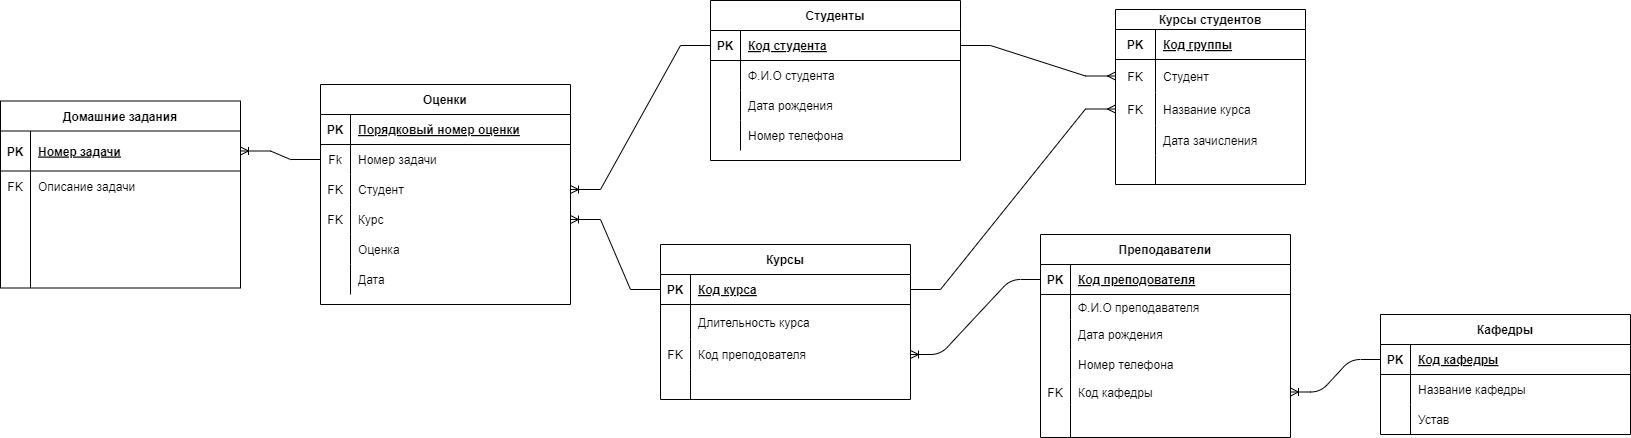 Домашние задания
PK Номер задачи
FK Описание задачи
Оценки
PK Порядковый номер оценки
Fk Номер задачи
FK Студент
FK Курс
Оценка
Дата
Студенты
PK Код студента
Ф.И.О студента
Дата рождения
Номер телефона
Курсы студентов
PK Код группы
FK Студент
FK Название курса
Дата зачисления
Курсы
PK Код курса
Длительность курса
FK Код преподователя
Преподаватели
PK Код преподователя
Ф.И.О преподавателя
Дата рождения
Номер телефона
FK Код кафедры
Кафедры
PK Код кафедры
Название кафедры
Устав